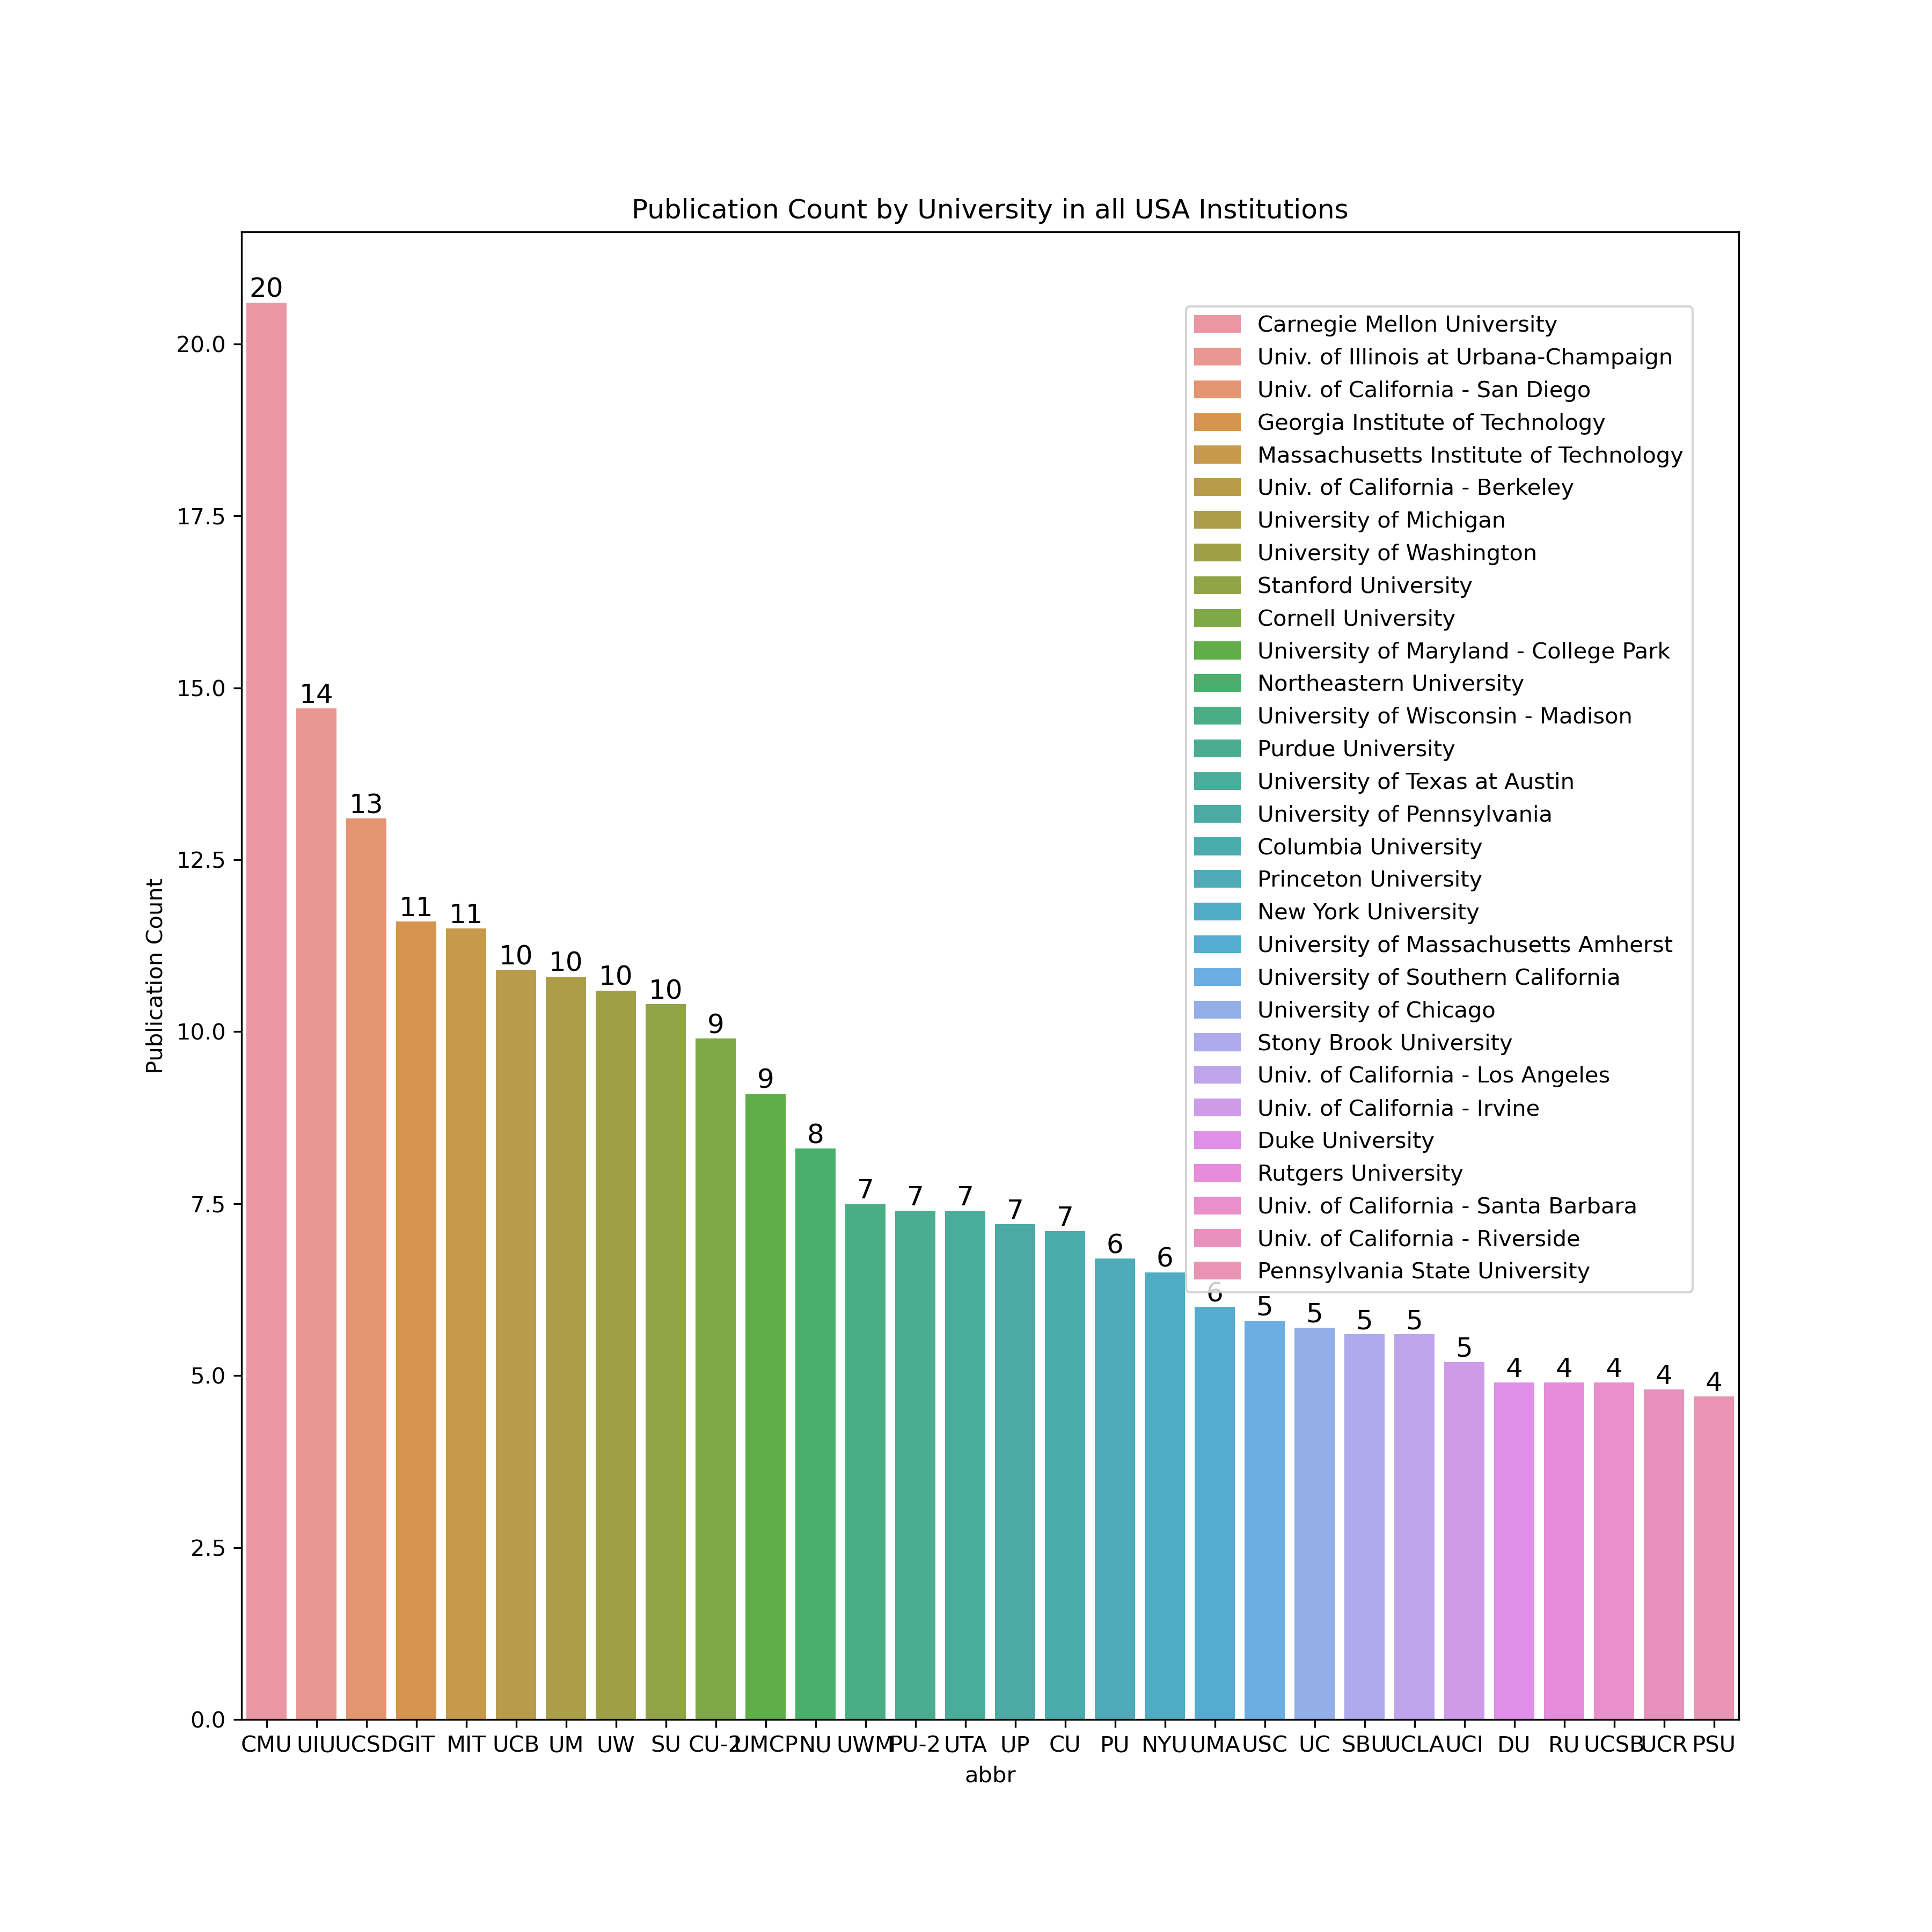 Publication Count by University in all USA Institutions
Publication Count
20.0
17.5
15.0
12.5
10.0
7.5
5.0
2.5
0.0
20
14
13
11
11
10
10
10
10
9
9
8
7
7
7
7
7
6
6
6
5
5
5
5
5
4
4
4
4
4
Carnegie Mellon University
Univ. of Illinois at Urbana-Champaign
Univ. of California - San Diego
Georgia Institute of Technology
Massachusetts Institute of Technology
Univ. of California - Berkeley
University of Michigan
University of Washington
Stanford University
Cornell University
University of Maryland - College Park
Northeastern University
University of Wisconsin - Madison
Purdue University
University of Texas at Austin
University of Pennsylvania
Columbia University
Princeton University
New York University
University of Massachusetts Amherst
University of Southern California
University of Chicago
Stony Brook University
Univ. of California - Los Angeles
Univ. of California - Irvine
Duke University
Rutgers University
Univ. of California - Santa Barbara
Univ. of California - Riverside
Pennsylvania State University
CMU UIU UCSD GIT MIT UCB UM UW SU CU-2 UMCP NU UWM PU-2 UTA UP CU PU NYU UMA USC UC SBU UCLA UCI DU RU UCSB UCR PSU
abbr